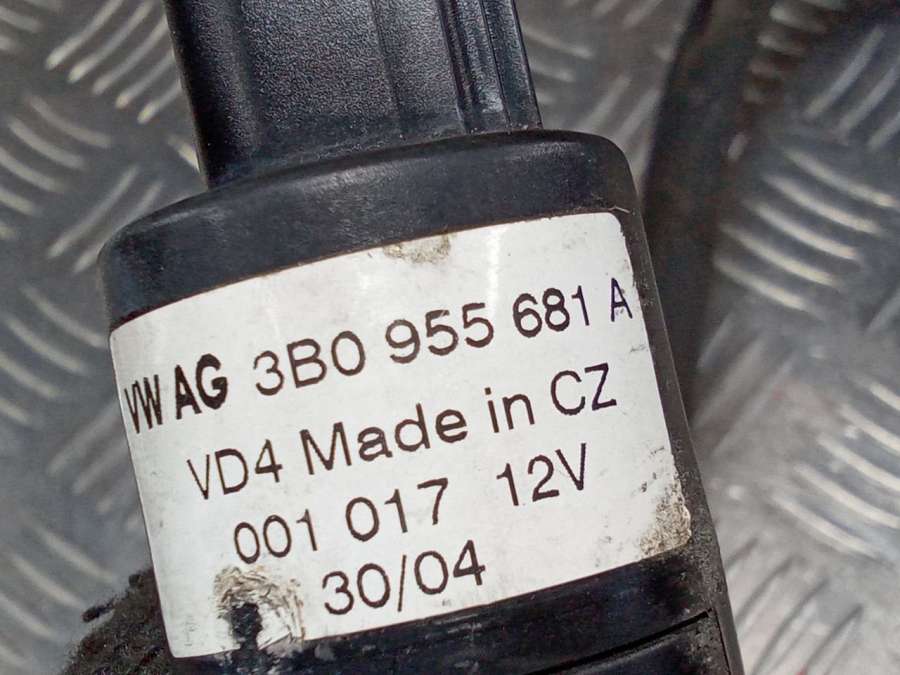 VW AG 3B0 955 681 A
VD4 Made in CZ
001 017 12V
30/04